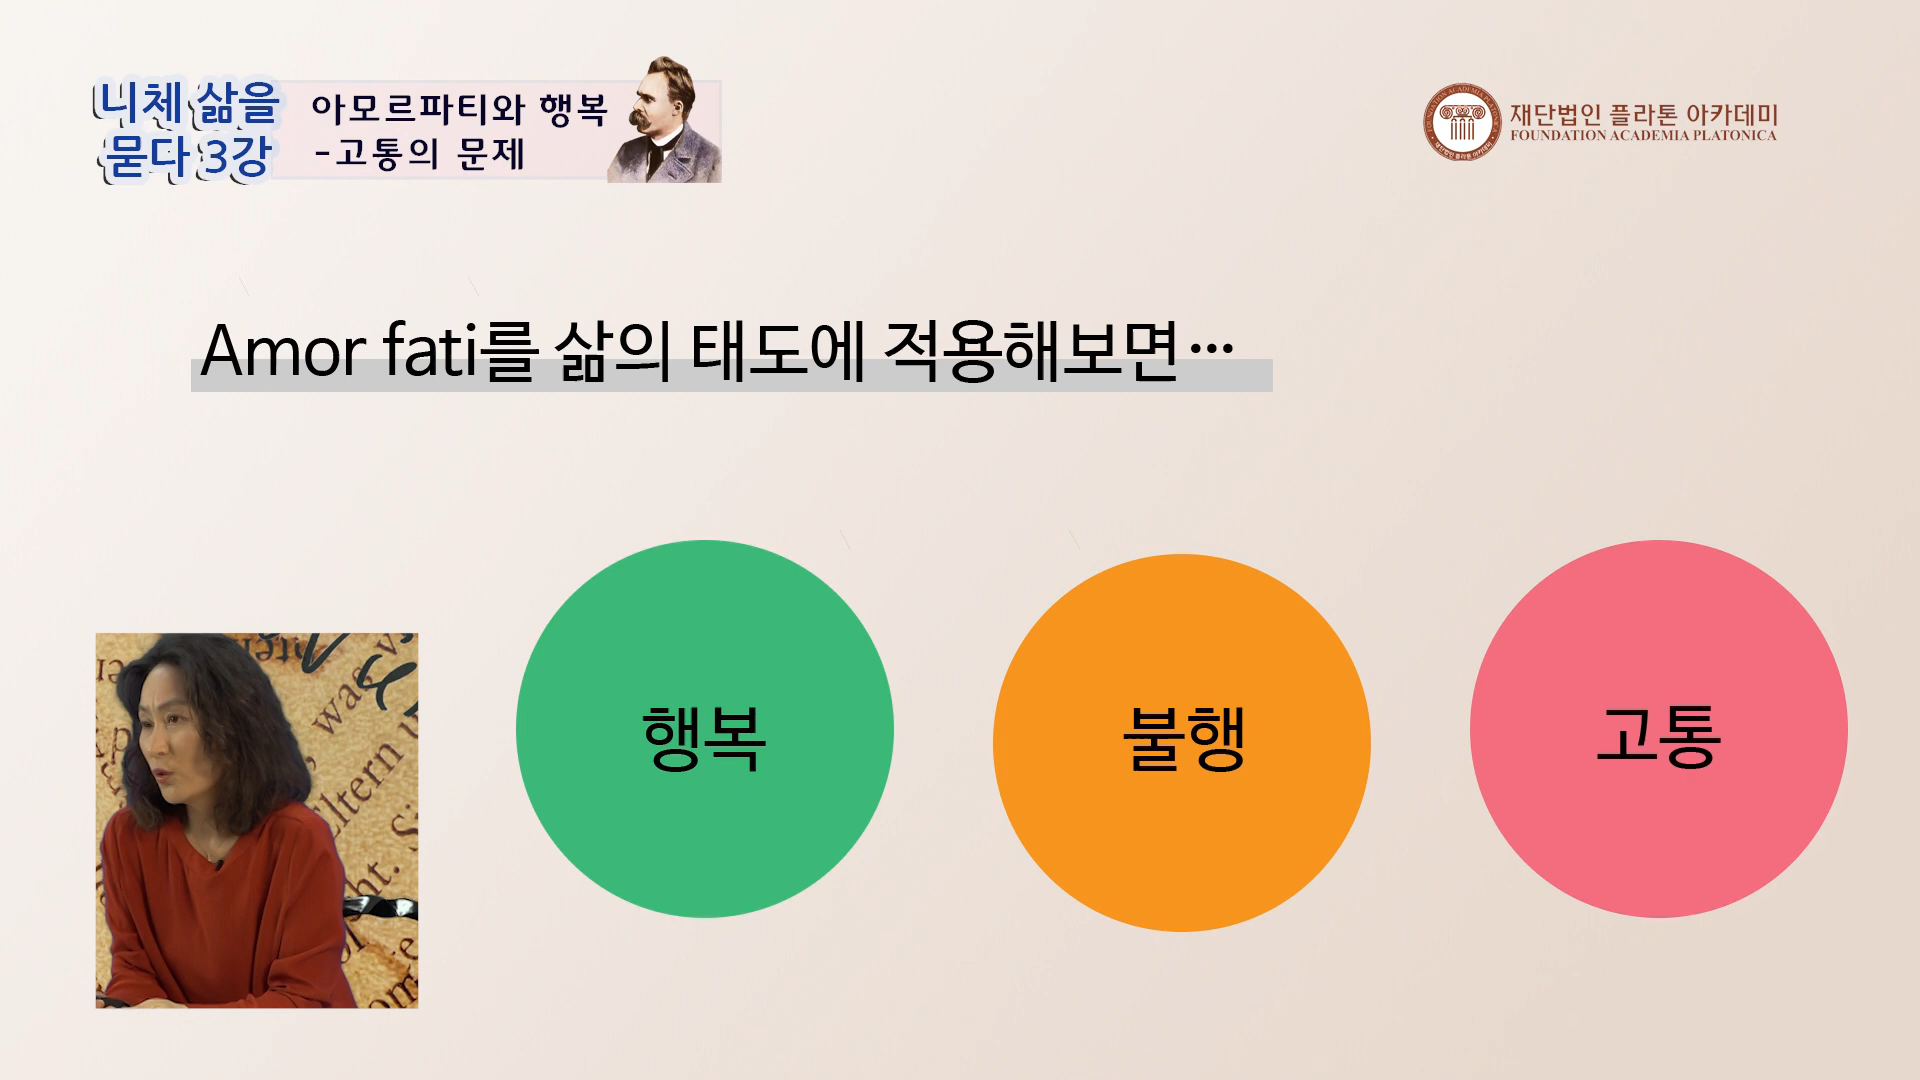 니체 삶을
묻다 3강
아모르파티와 행복
-고통의 문제
재단법인 플라톤 아카데미
FOUNDATION ACADEMIA PLATONICA
Amor fati를 삶의 태도에 적용해보면…
행복
불행
고통
was
Eltern